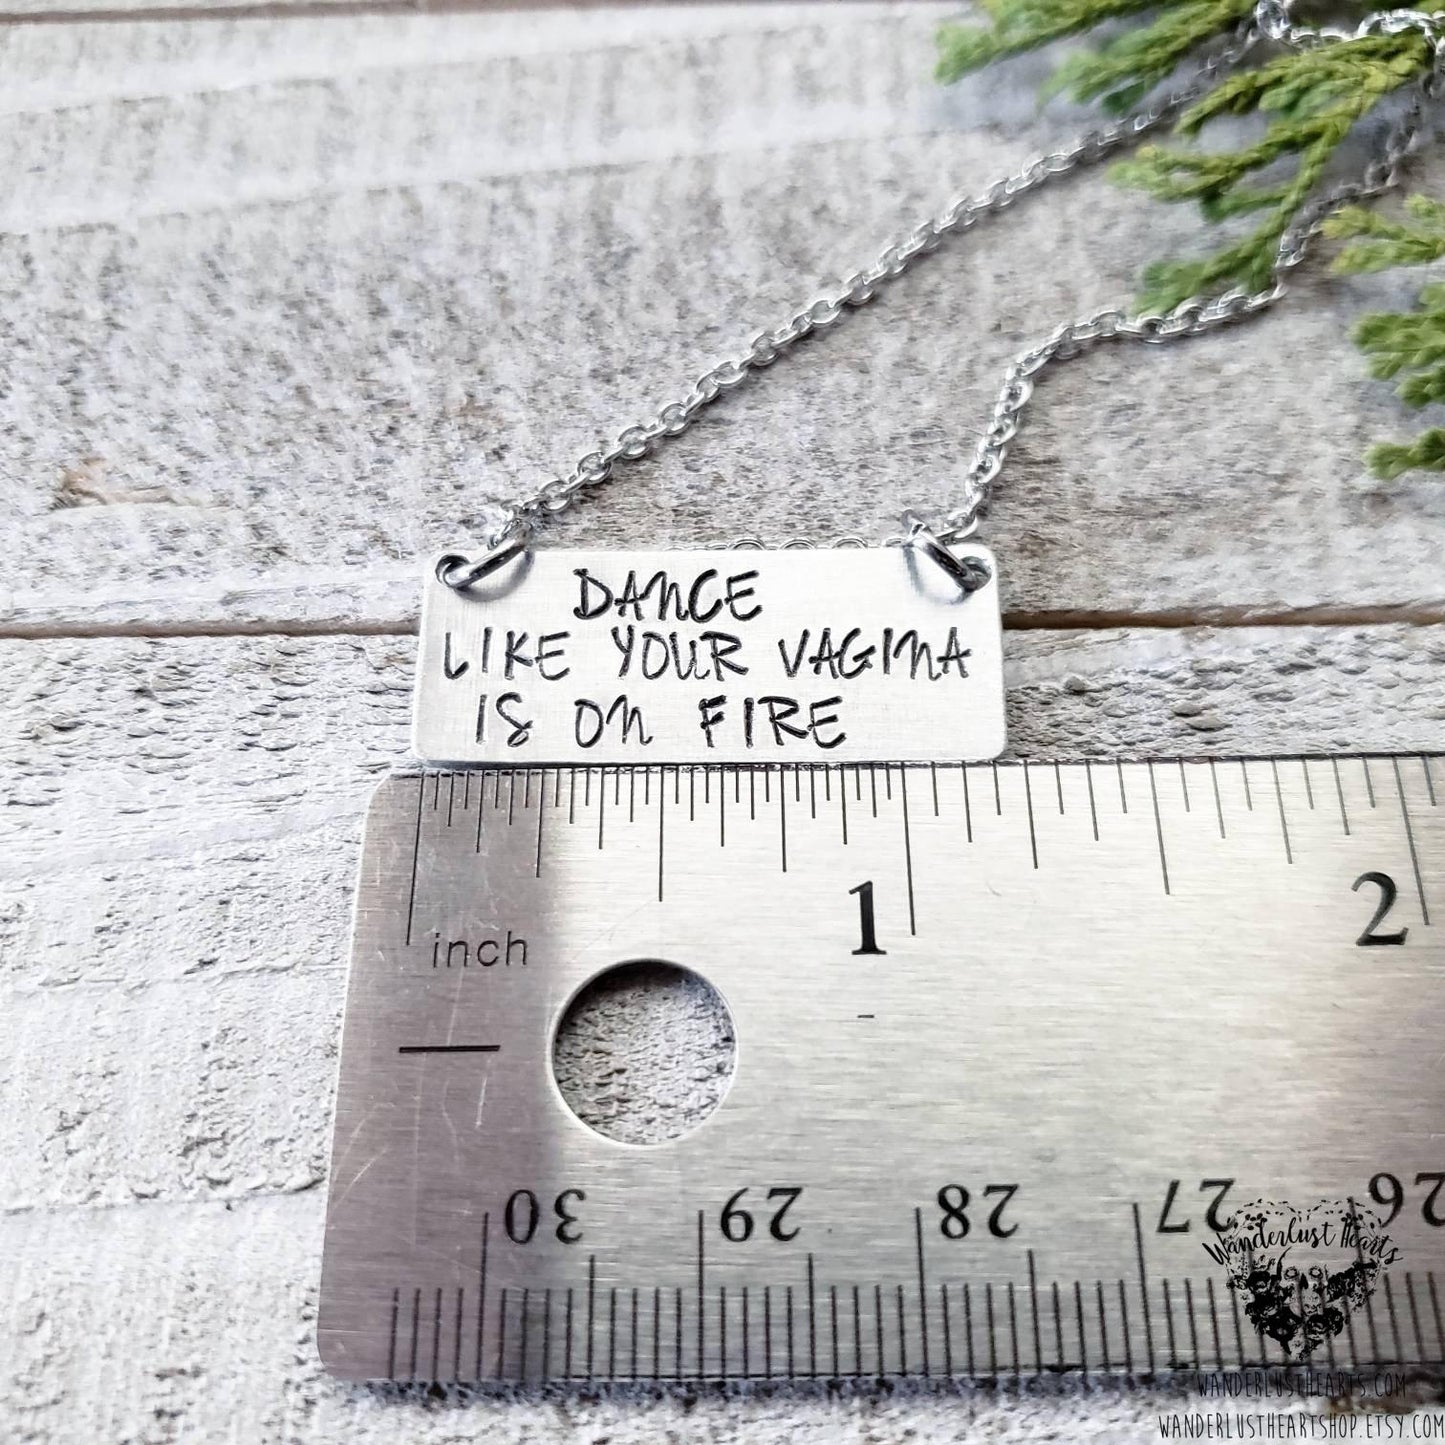 DANCE
LIKE YOUR VAGINA
IS ON FIRE
1
2
inch
30
29
28
27
26
Wanderlust Hearts
WANDERLUSTHEARTS.COM
WANDERLUSTHEARTSHOP.ETSY.COM